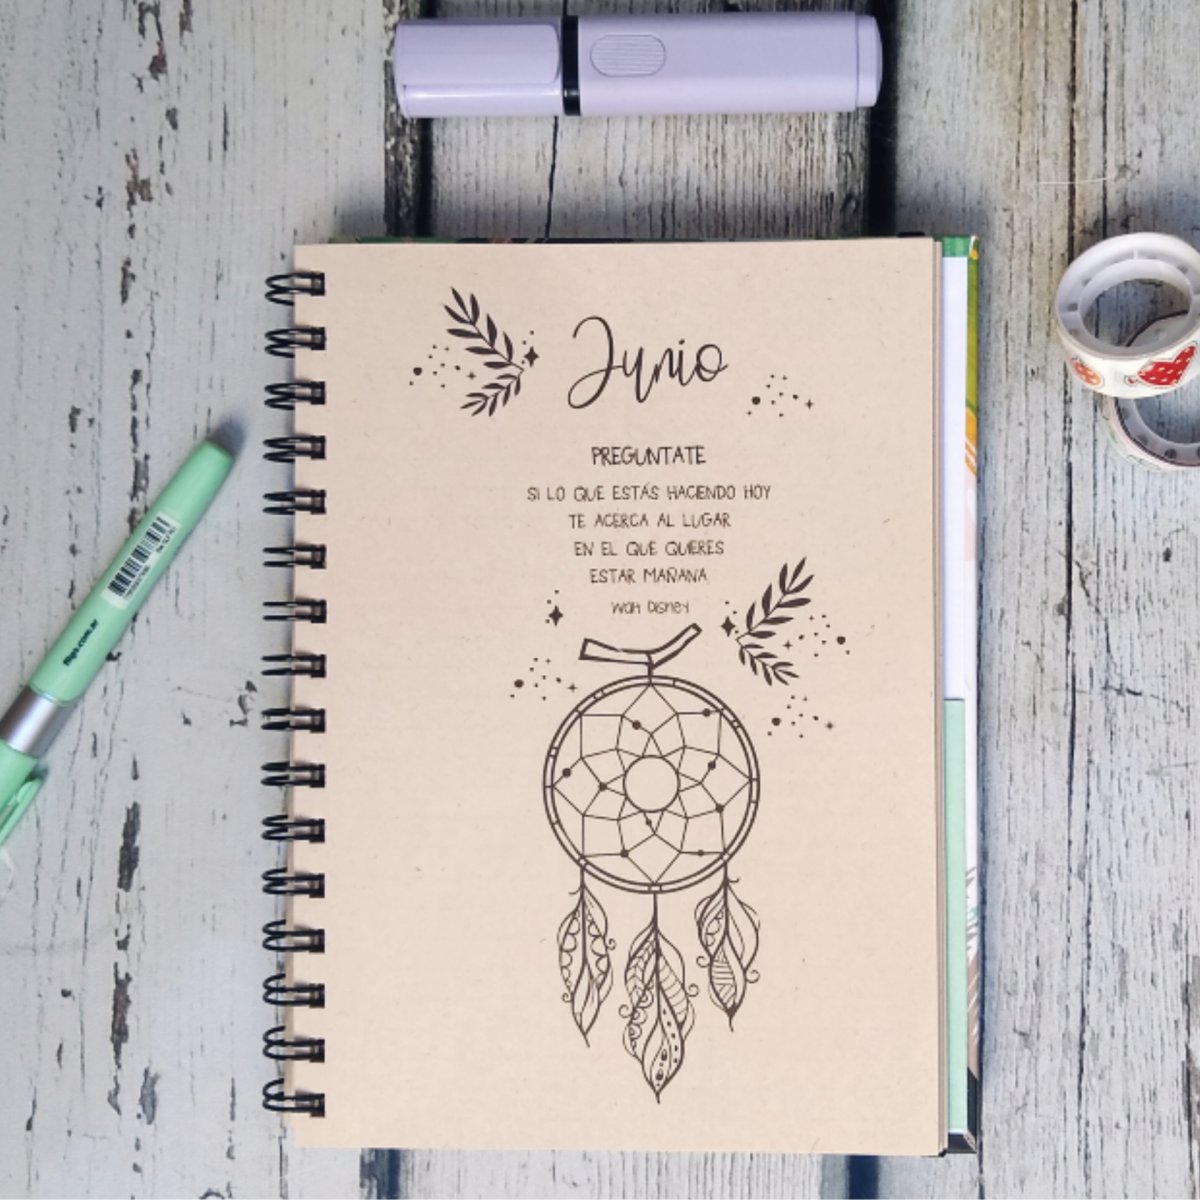 Junio
PREGUNTATE
SI LO QUE ESTÁS HACIENDO HOY
TE ACERCA AL LUGAR
EN EL QUE QUIERES
ESTAR MAÑANA
Walt Disney